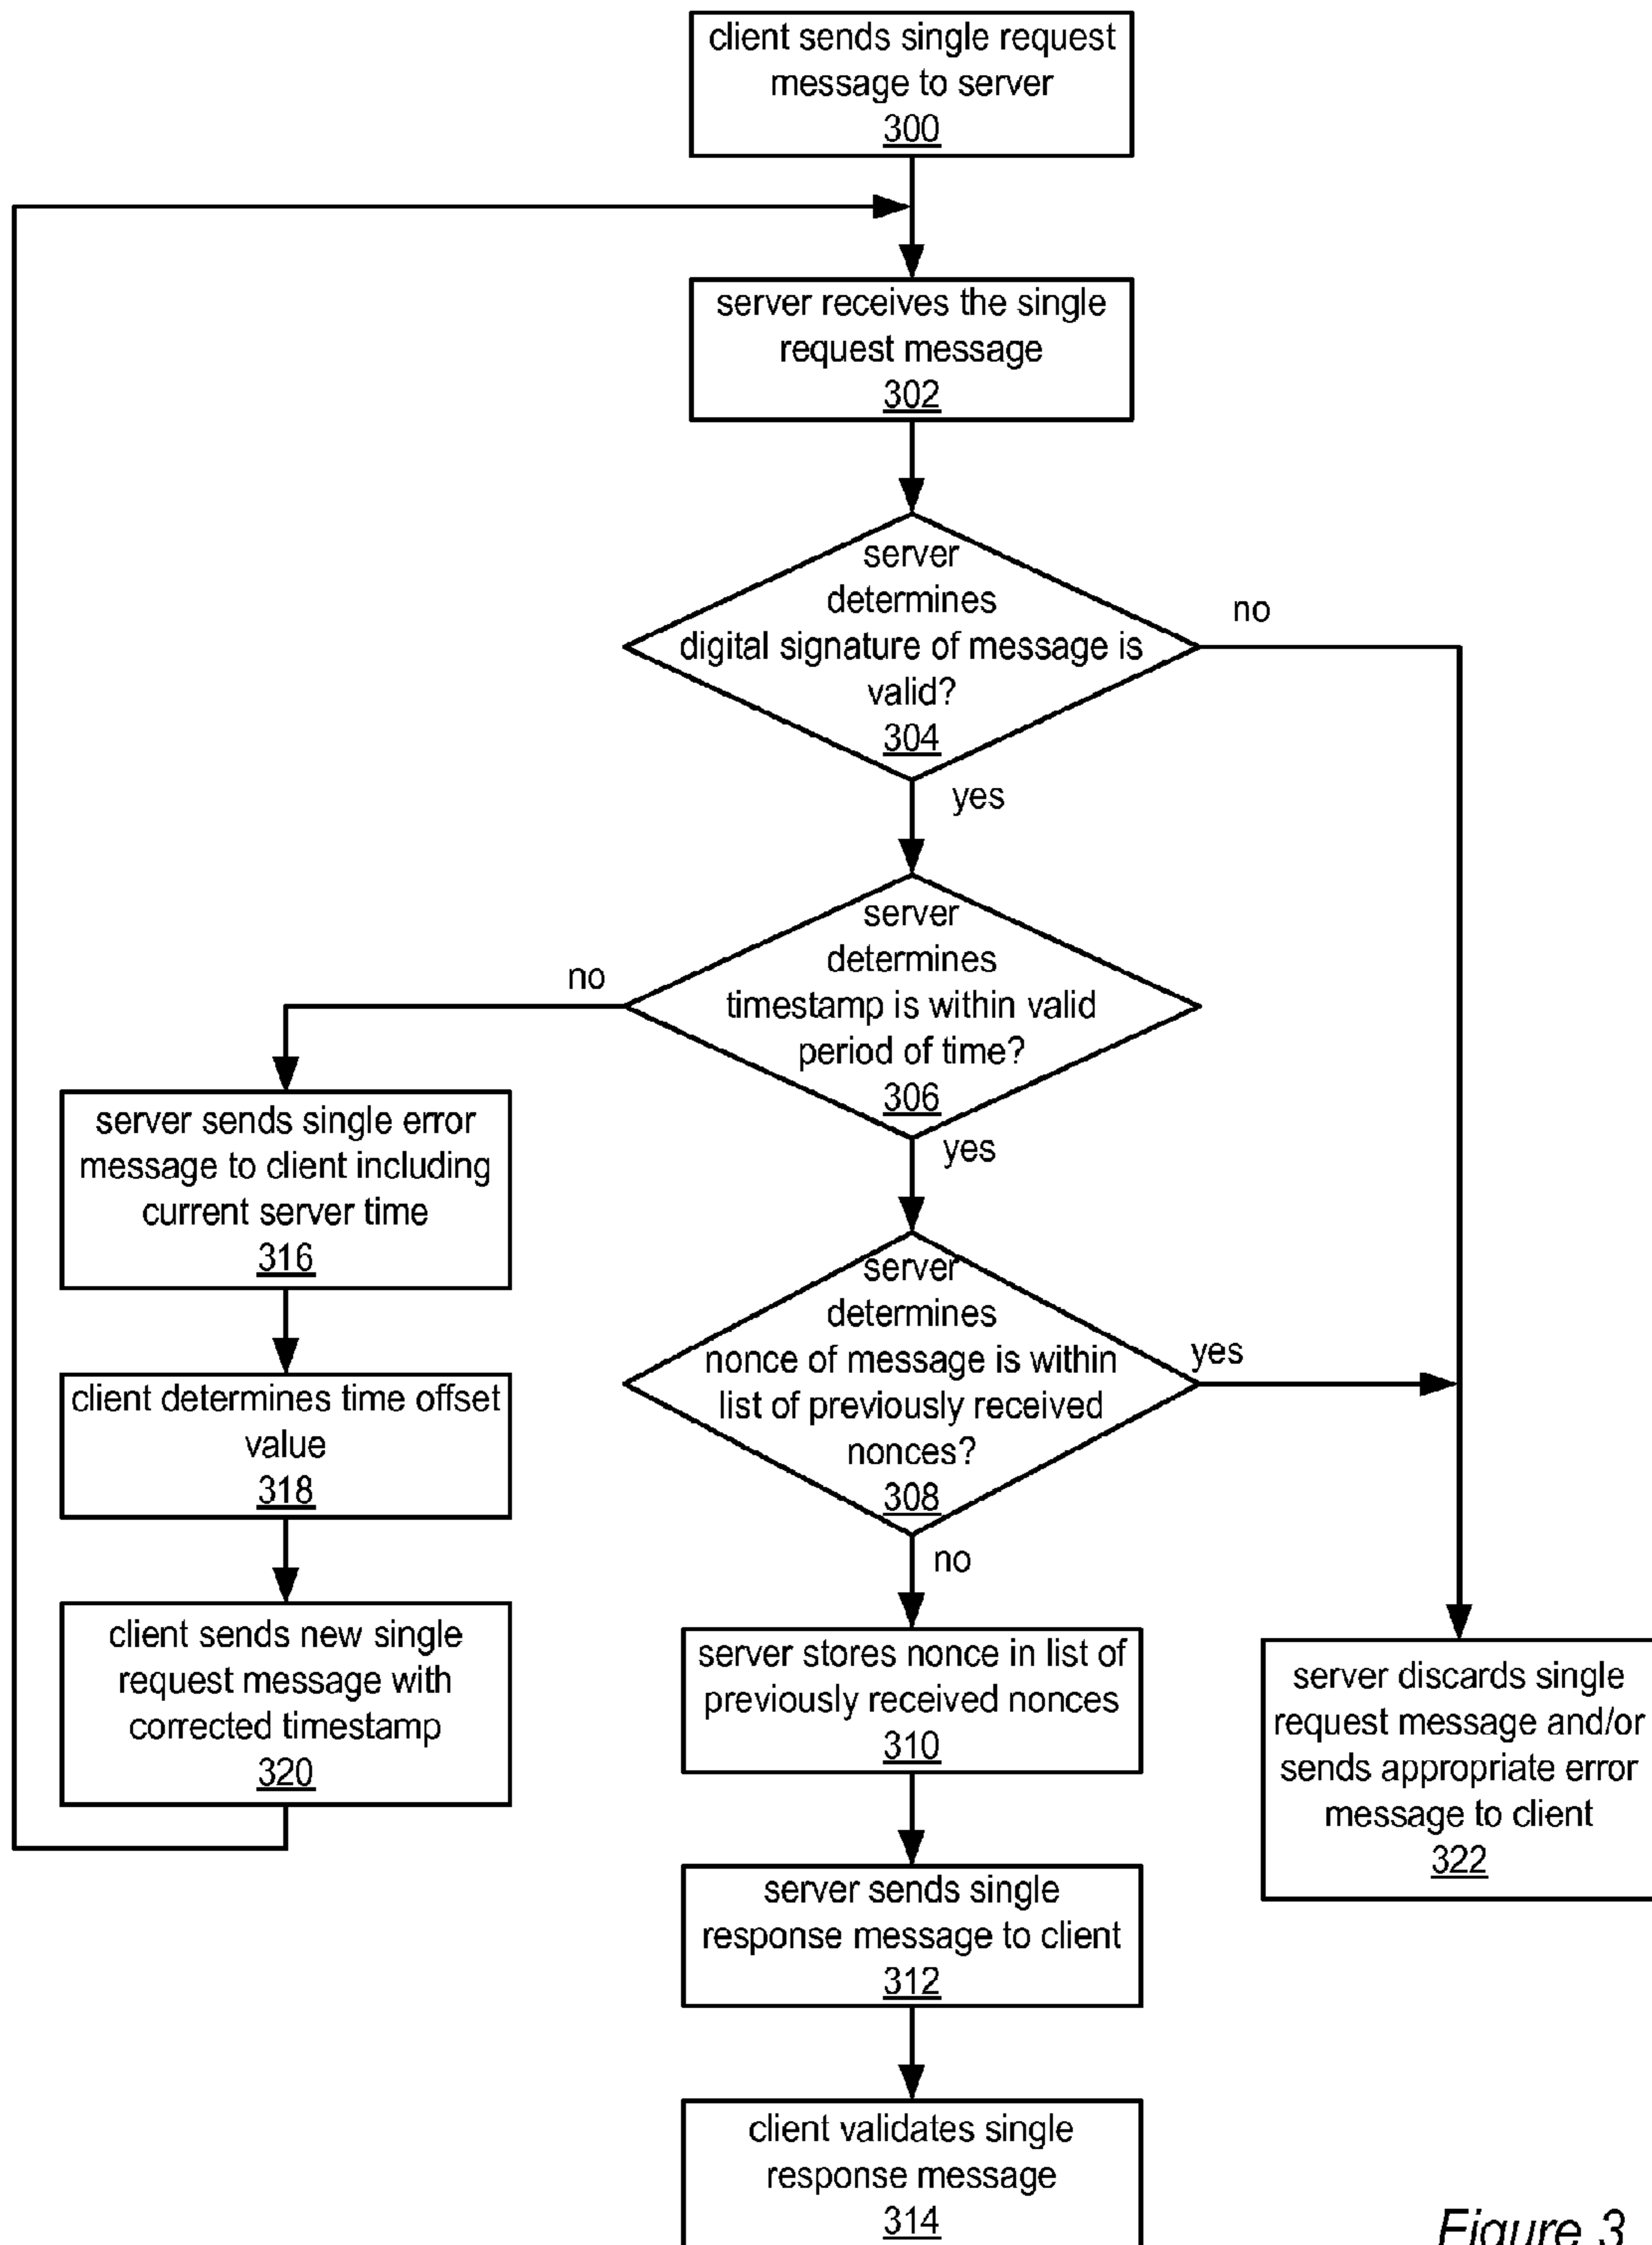 client sends single request
message to server
300
server receives the single
request message
302
server
determines
digital signature of message is
valid?
304
no
yes
server
determines
timestamp is within valid
period of time?
306
no
yes
server sends single error
message to client including
current server time
316
server
determines
nonce of message is within
list of previously received
nonces?
308
yes
no
client determines time offset
value
318
client sends new single
request message with
corrected timestamp
320
server stores nonce in list of
previously received nonces
310
server discards single
request message and/or
sends appropriate error
message to client
322
server sends single
response message to client
312
client validates single
response message
314
Figure 3